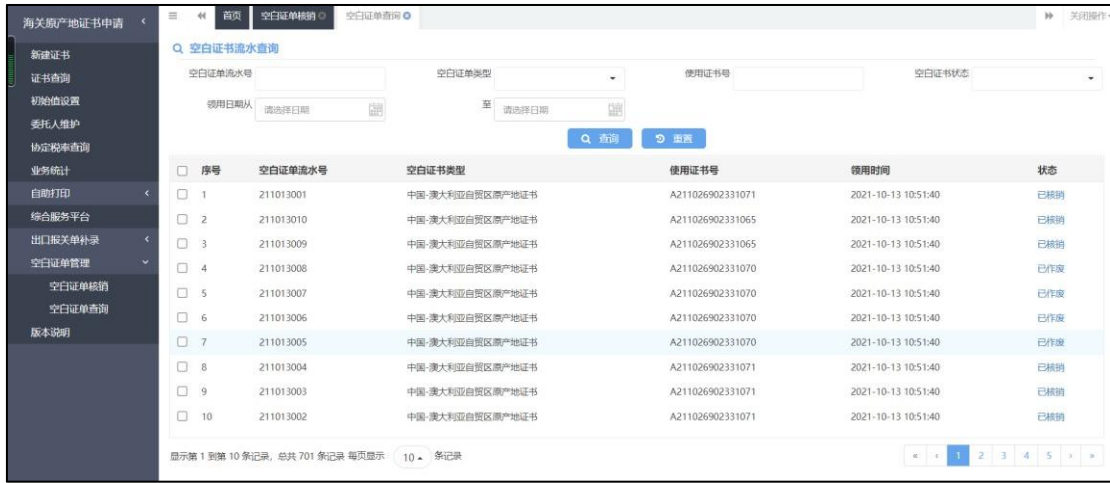 海关原产地证书申请
首页 空白证单核销 空白证单查询 关闭操作
新建证书
证书查询
初始值设置
委托人维护
协定税率查询
业务统计
自助打印
综合服务平台
出口报关单补录
空白证单管理
空白证单核销
空白证单查询
版本说明
空白证书流水查询
空白证单流水号 空白证单类型 使用证书号 空白证书状态
领用日期从 请选择日期 至 请选择日期
查询 重置
序号 空白证单流水号 空白证书类型 使用证书号 领用时间 状态
1 211013001 中国-澳大利亚自贸区原产地证书 A211026902331071 2021-10-13 10:51:40 已核销
2 211013010 中国-澳大利亚自贸区原产地证书 A211026902331065 2021-10-13 10:51:40 已核销
3 211013009 中国-澳大利亚自贸区原产地证书 A211026902331065 2021-10-13 10:51:40 已核销
4 211013008 中国-澳大利亚自贸区原产地证书 A211026902331070 2021-10-13 10:51:40 已作废
5 211013007 中国-澳大利亚自贸区原产地证书 A211026902331070 2021-10-13 10:51:40 已作废
6 211013006 中国-澳大利亚自贸区原产地证书 A211026902331070 2021-10-13 10:51:40 已作废
7 211013005 中国-澳大利亚自贸区原产地证书 A211026902331070 2021-10-13 10:51:40 已作废
8 211013004 中国-澳大利亚自贸区原产地证书 A211026902331071 2021-10-13 10:51:40 已核销
9 211013003 中国-澳大利亚自贸区原产地证书 A211026902331071 2021-10-13 10:51:40 已核销
10 211013002 中国-澳大利亚自贸区原产地证书 A211026902331071 2021-10-13 10:51:40 已核销
显示第 1 到第 10 条记录, 总共 701 条记录 每页显示 10 条记录
« ‹ 1 2 3 4 5 › »